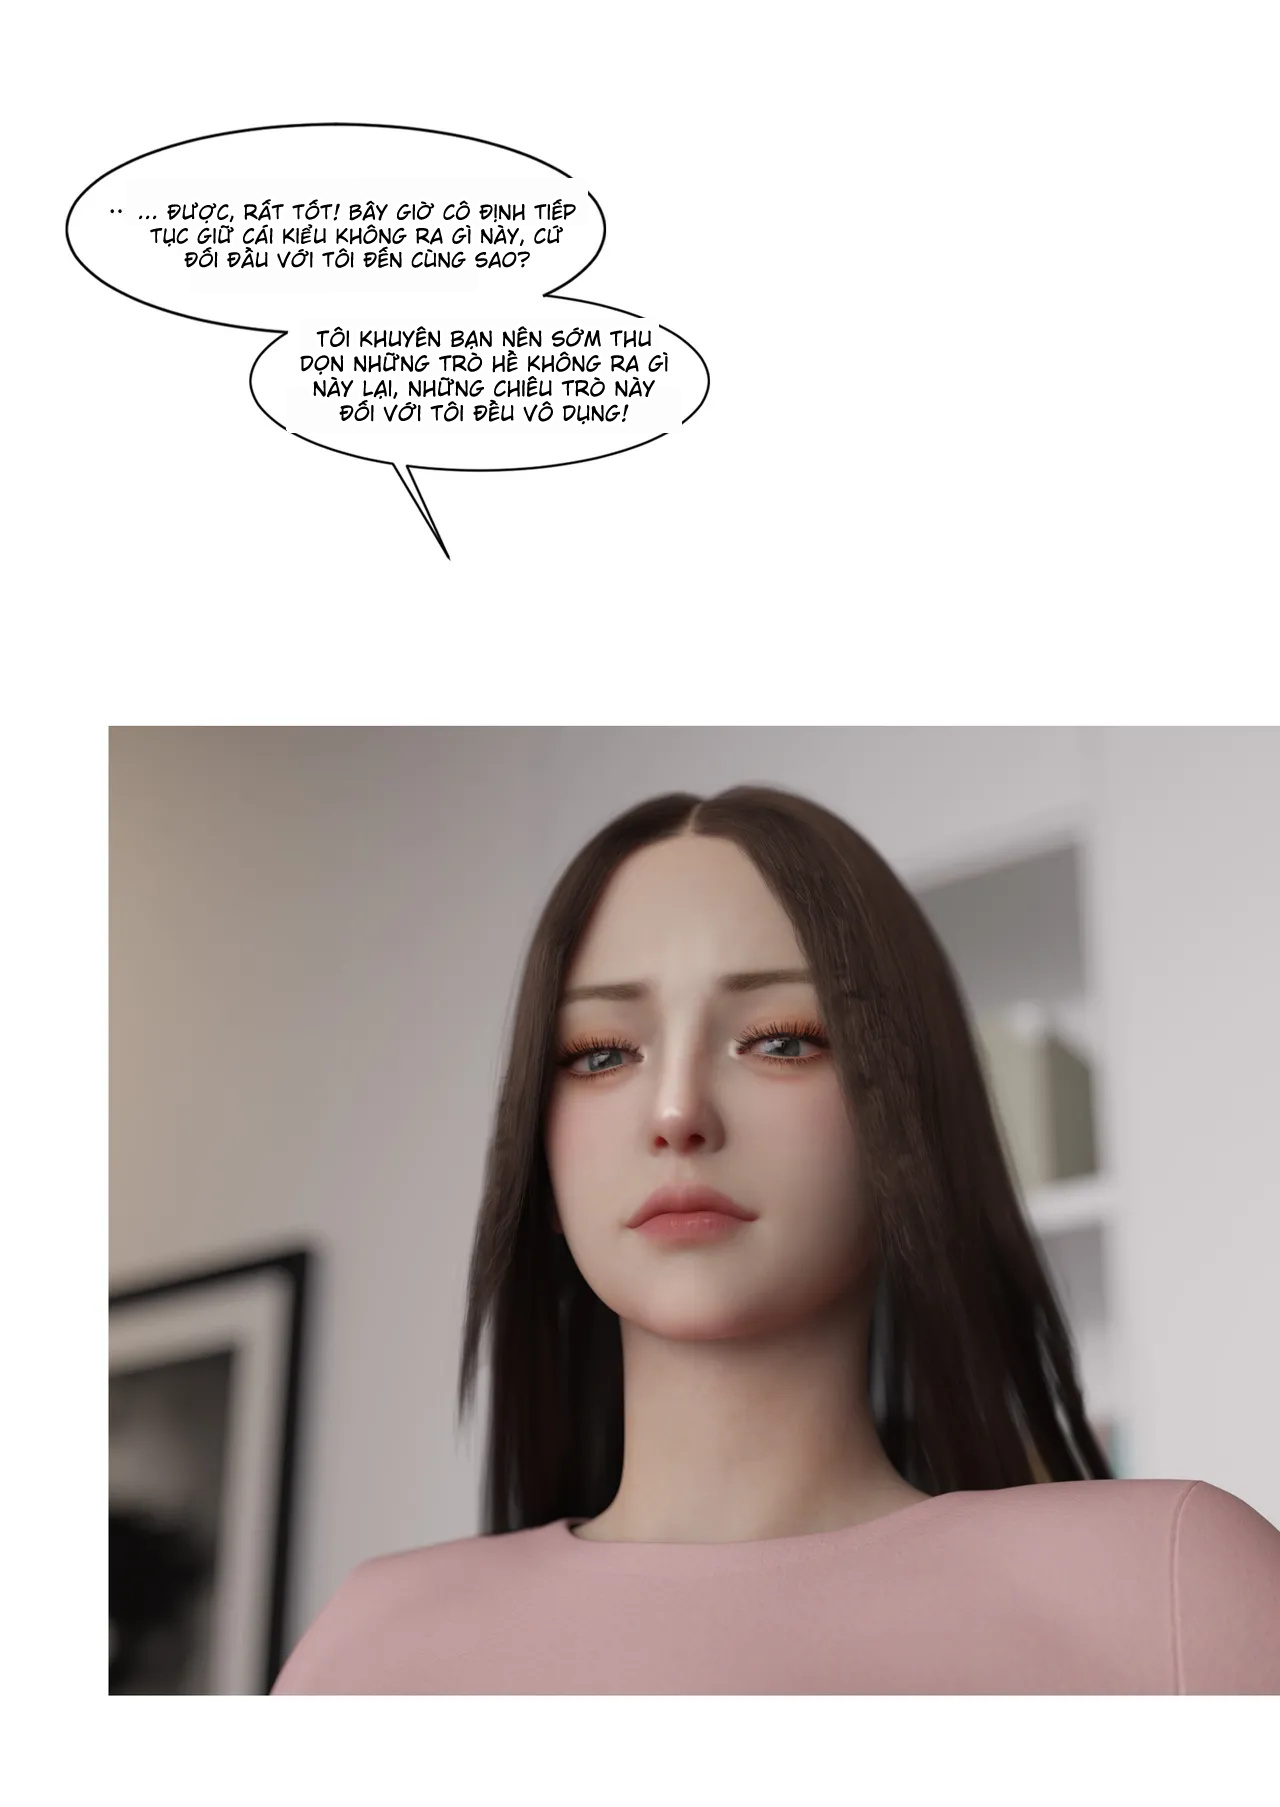 ... ĐƯỢC, RẤT TỐT! BÂY GIỜ CÔ ĐỊNH TIẾP
TỤC GIỮ CÁI KIỂU KHÔNG RA GÌ NÀY, CỨ
ĐỐI ĐẦU VỚI TÔI ĐẾN CÙNG SAO?
TÔI KHUYÊN BẠN NÊN SỚM THU
DỌN NHỮNG TRÒ HỀ KHÔNG RA GÌ
NÀY LẠI, NHỮNG CHIÊU TRÒ NÀY
ĐỐI VỚI TÔI ĐỀU VÔ DỤNG!